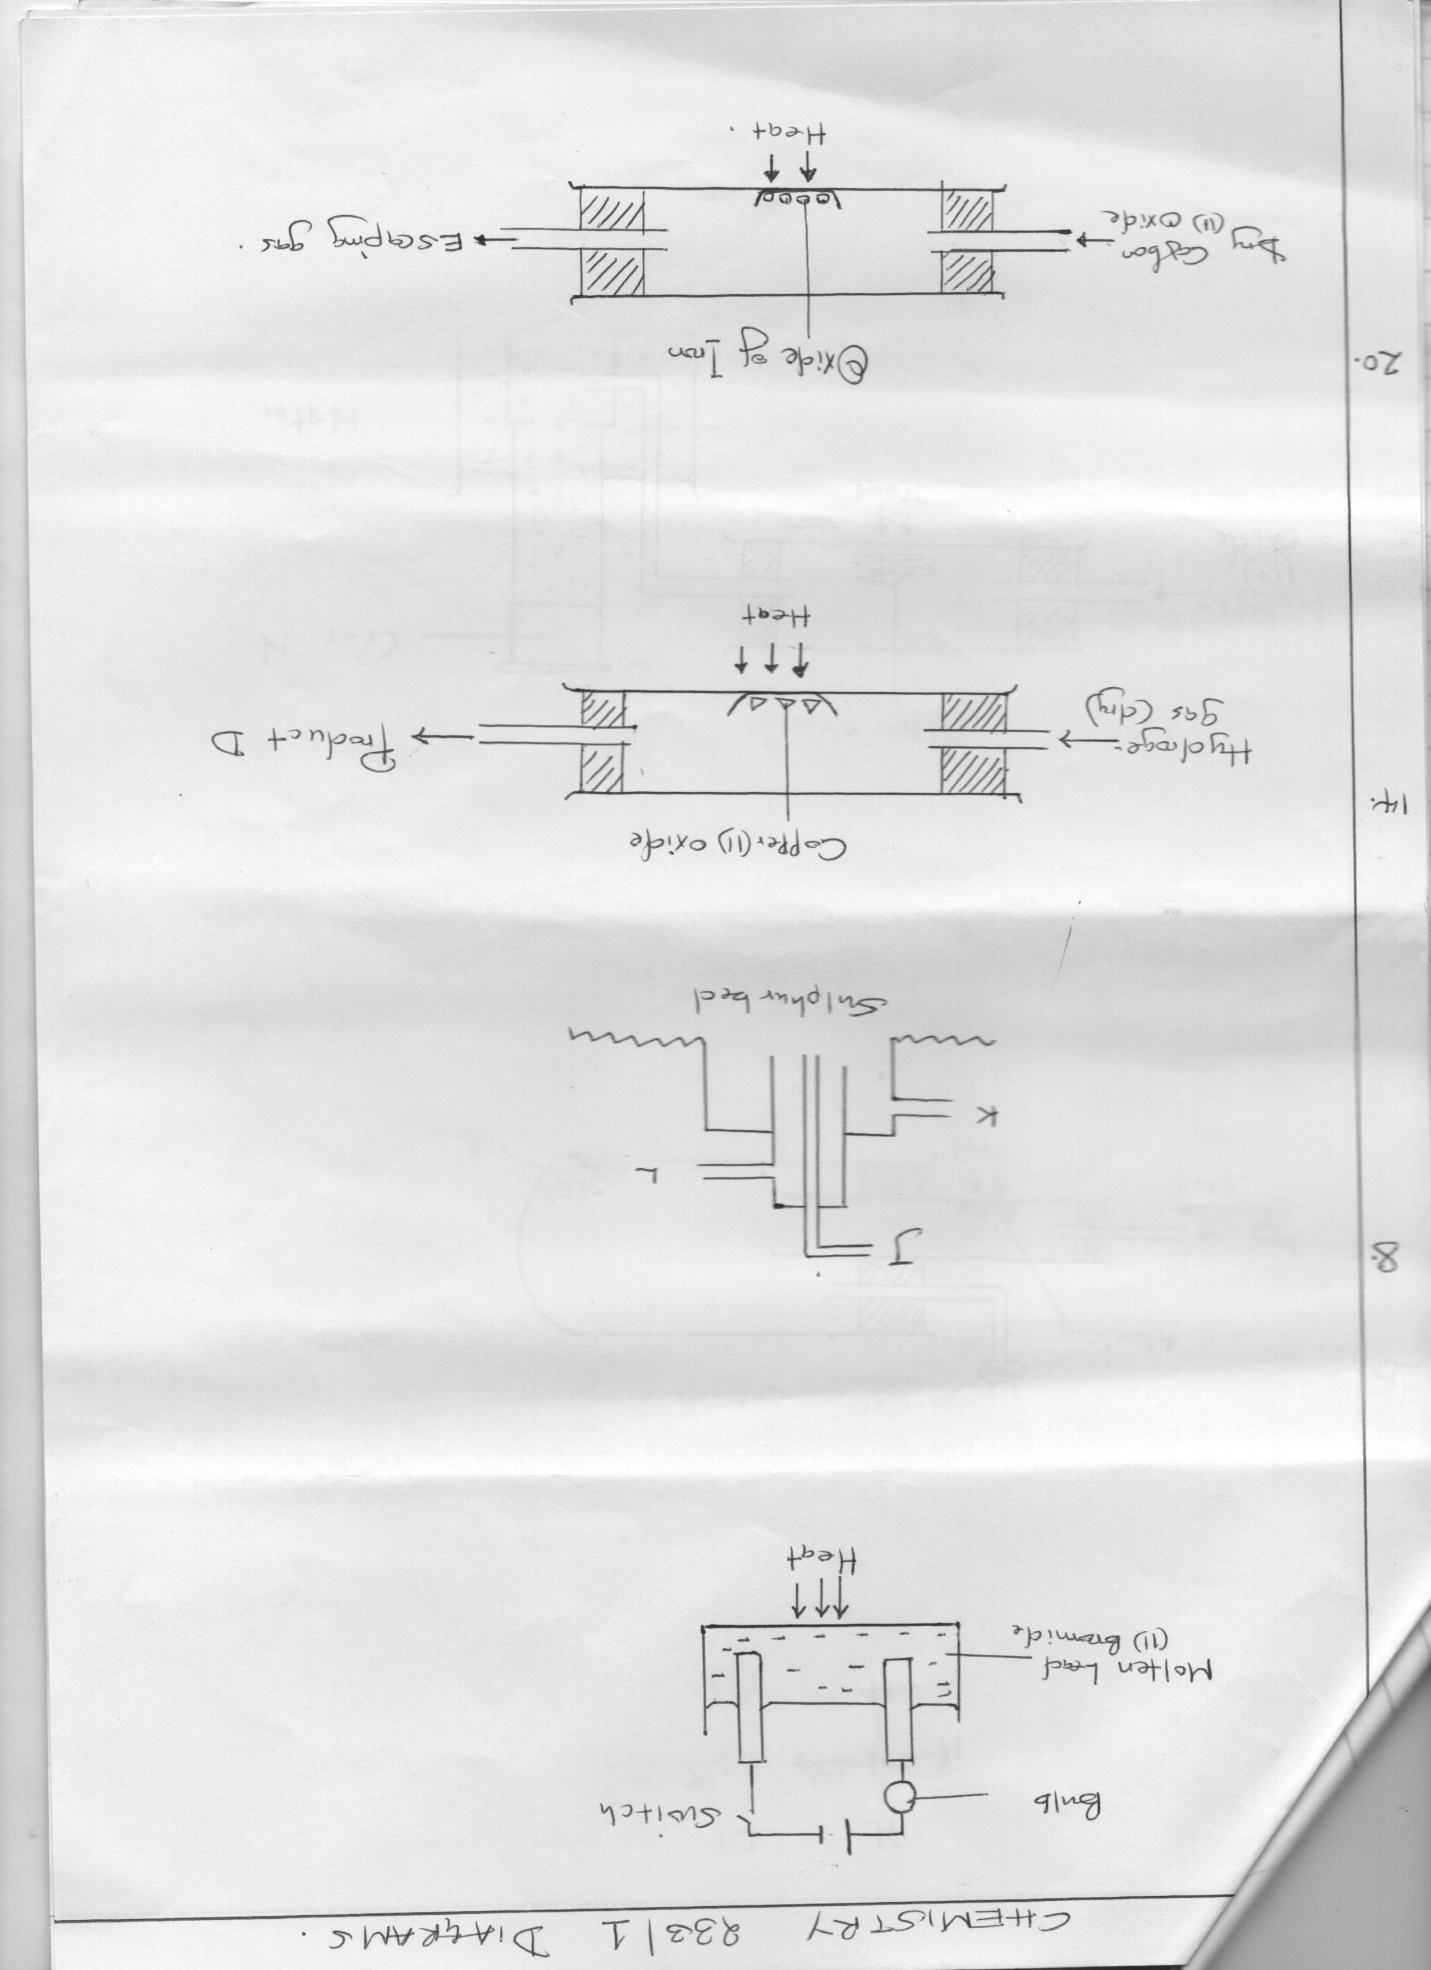 CHEMISTRY 233/1 DIAGRAMS.
Bulb
Switch
Molten Lead
(II) Bromide
Heat
8.
J
L
K
Sulphur bed
14.
Copper(II) oxide
Hydroge-
gas (dry)
Product D
Heat
20.
Oxide of Iron
Dry Carbon
(II) Oxide
Escaping gas.
Heat.